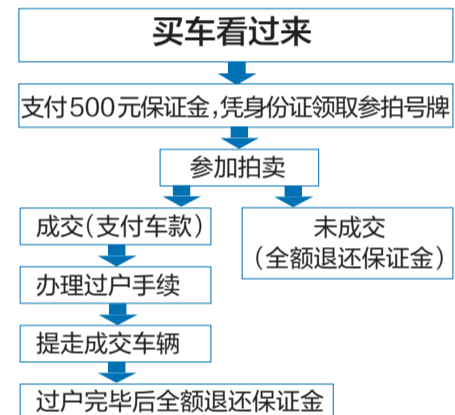 买车看过来
支付500元保证金,凭身份证领取参拍号牌
参加拍卖
成交(支付车款)
未成交
(全额退还保证金)
办理过户手续
提走成交车辆
过户完毕后全额退还保证金